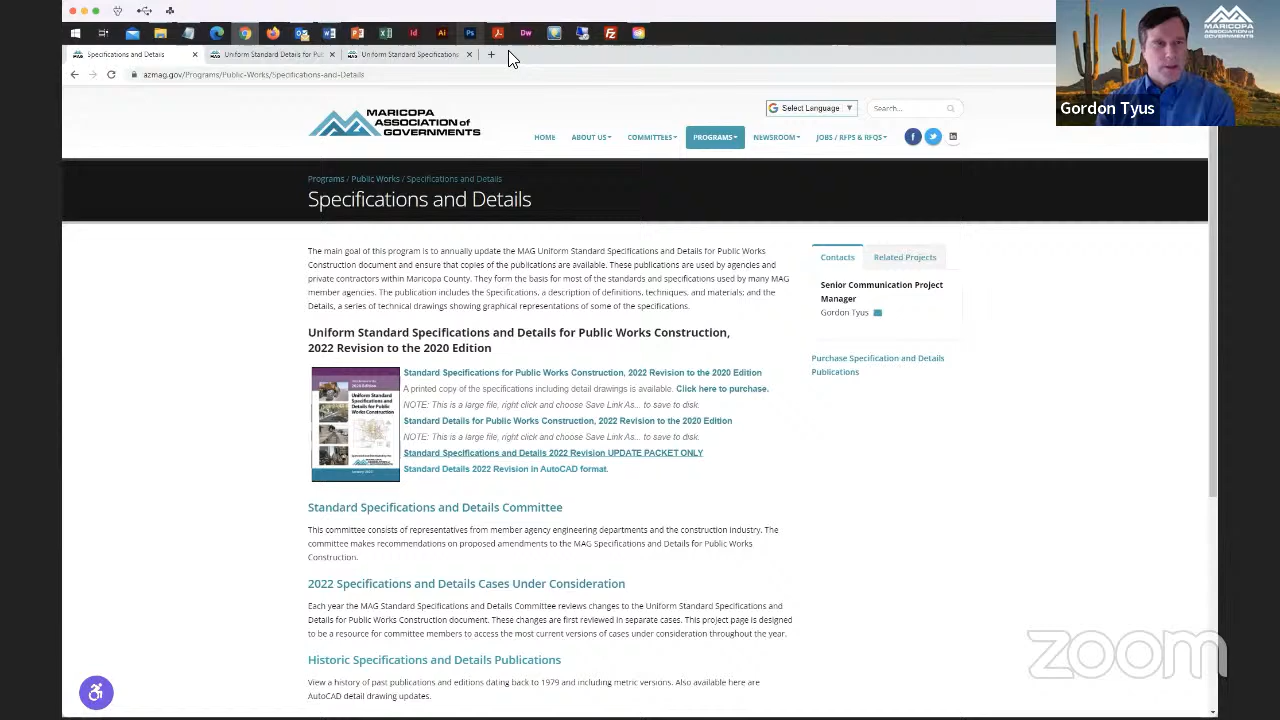 Specifications and Details
Uniform Standard Details for Pul
Uniform Standard Specifications
azmag.gov/Programs/Public-Works/Specifications-and-Details
MARICOPA
ASSOCIATION of
GOVERNMENTS
Gordon Tyus
MARICOPA
ASSOCIATION of
GOVERNMENTS
Select Language
Search...
HOME
ABOUT US
COMMITTEES
PROGRAMS
NEWSROOM
JOBS / RFPS & RFQS
Programs / Public Works / Specifications and Details
Specifications and Details
The main goal of this program is to annually update the MAG Uniform Standard Specifications and Details for Public Works
Construction document and ensure that copies of the publications are available. These publications are used by agencies and
private contractors within Maricopa County. They form the basis for most of the standards and specifications used by many MAG
member agencies. The publication includes the Specifications, a description of definitions, techniques, and materials; and the
Details, a series of technical drawings showing graphical representations of some of the specifications.
Contacts
Related Projects
Senior Communication Project
Manager
Gordon Tyus
Purchase Specification and Details
Publications
Uniform Standard Specifications and Details for Public Works Construction,
2022 Revision to the 2020 Edition
Uniform Standard
Specifications and
Details for Public
Works Construction
Standard Specifications for Public Works Construction, 2022 Revision to the 2020 Edition
A printed copy of the specifications including detail drawings is available. Click here to purchase.
NOTE: This is a large file, right click and choose Save Link As... to save to disk.
Standard Details for Public Works Construction, 2022 Revision to the 2020 Edition
NOTE: This is a large file, right click and choose Save Link As... to save to disk.
Standard Specifications and Details 2022 Revision UPDATE PACKET ONLY
Standard Details 2022 Revision in AutoCAD format.
Standard Specifications and Details Committee
This committee consists of representatives from member agency engineering departments and the construction industry. The
committee makes recommendations on proposed amendments to the MAG Specifications and Details for Public Works
Construction.
2022 Specifications and Details Cases Under Consideration
Each year the MAG Standard Specifications and Details Committee reviews changes to the Uniform Standard Specifications and
Details for Public Works Construction document. These changes are first reviewed in separate cases. This project page is designed
to be a resource for committee members to access the most current versions of cases under consideration throughout the year.
Historic Specifications and Details Publications
View a history of past publications and editions dating back to 1979 and including metric versions. Also available here are
AutoCAD detail drawing updates.
zoom